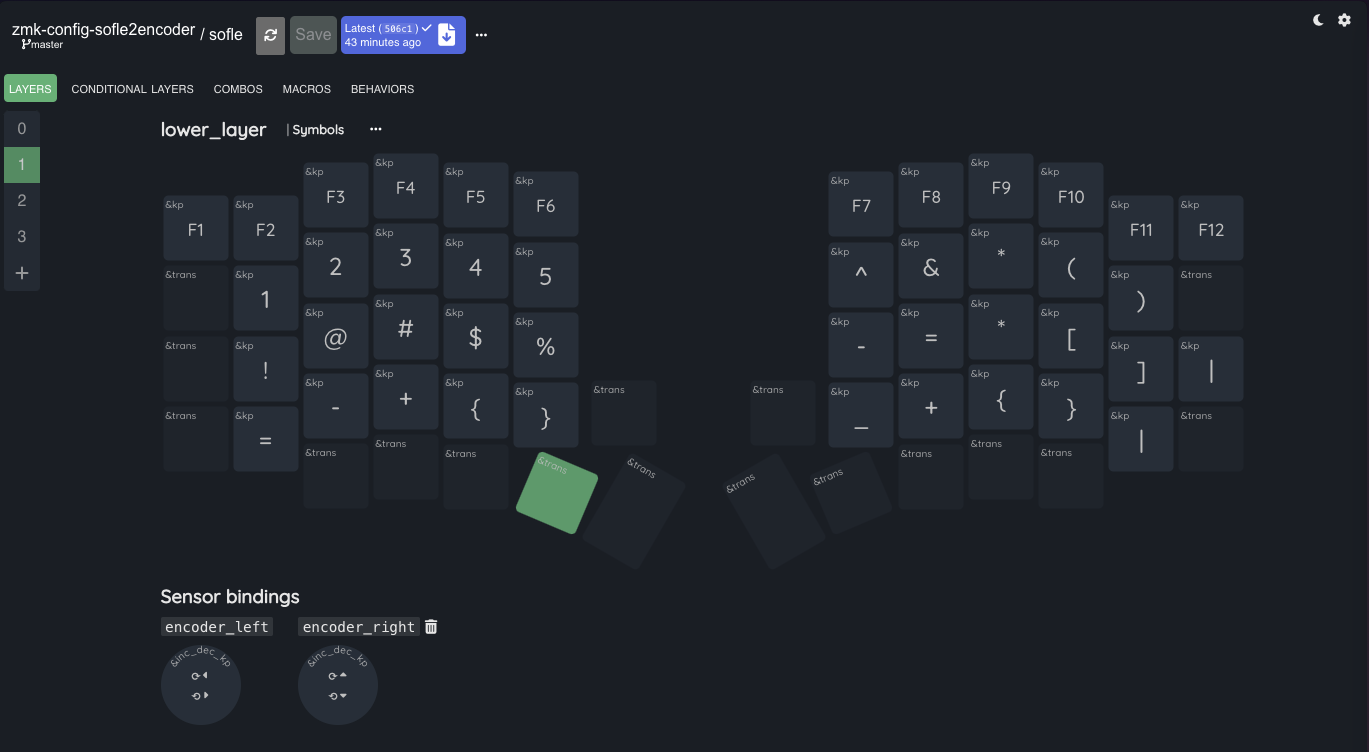 zmk-config-sofle2encoder / sofle
master
Save
Latest (506c1)
43 minutes ago
LAYERS CONDITIONAL LAYERS COMBOS MACROS BEHAVIORS
0
1
2
3
+
lower_layer | Symbols
&kp &kp &kp &kp &kp &kp &kp &kp &kp &kp &kp &kp
F1 F2 F3 F4 F5 F6 F7 F8 F9 F10 F11 F12
&trans &kp &kp &kp &kp &kp &kp &kp &kp &kp &kp &trans
1 2 3 4 5 ^ & * ( )
&trans &kp &kp &kp &kp &kp &kp &kp &kp &kp &kp &kp
! @ # $ % - = * [ ] |
&trans &kp &kp &kp &kp &kp &trans &trans &kp &kp &kp &kp &kp &trans
= - + { } _ + { } |
&trans &trans &trans &trans &trans &trans &trans &trans &trans &trans
Sensor bindings
encoder_left encoder_right
&inc_dec_kp &inc_dec_kp